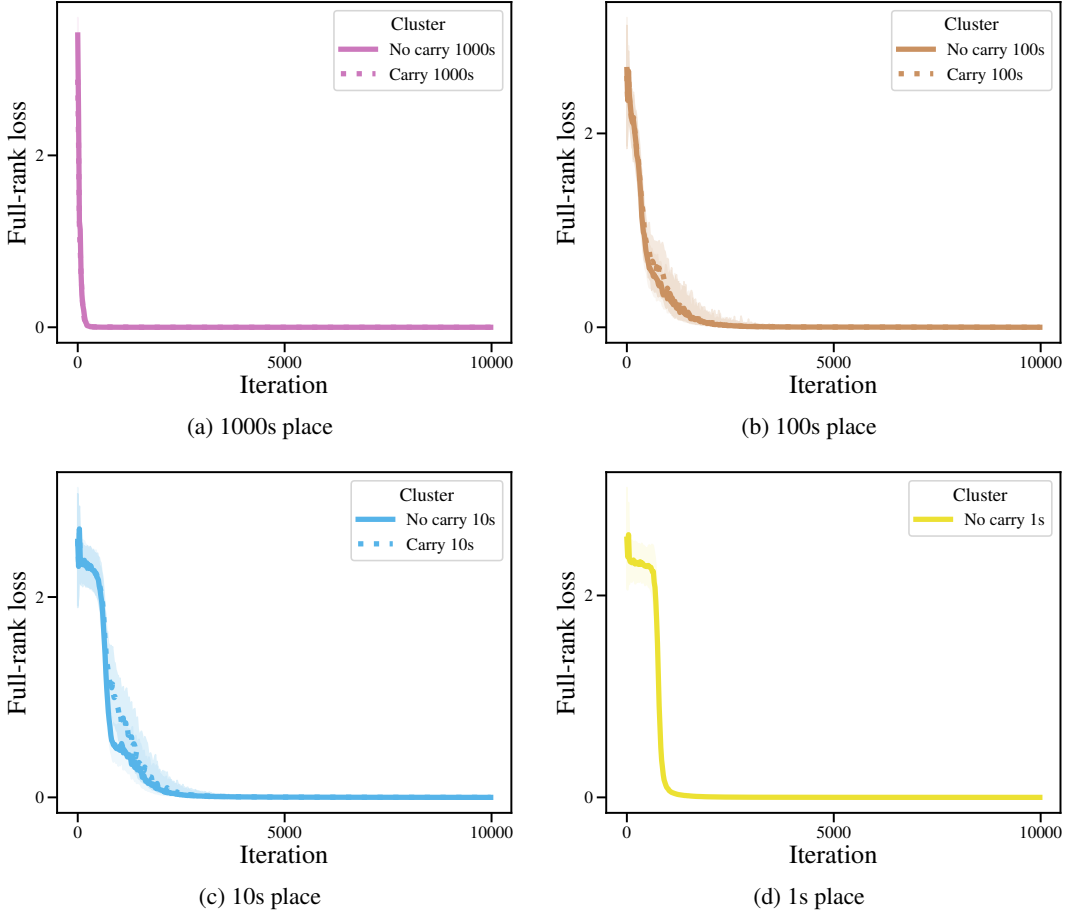 Full-rank loss
2
0
Cluster
No carry 1000s
Carry 1000s
0
5000
10000
Iteration
(a) 1000s place
Full-rank loss
2
0
Cluster
No carry 100s
Carry 100s
0
5000
10000
Iteration
(b) 100s place
Full-rank loss
2
0
Cluster
No carry 10s
Carry 10s
0
5000
10000
Iteration
(c) 10s place
Full-rank loss
2
0
Cluster
No carry 1s
0
5000
10000
Iteration
(d) 1s place